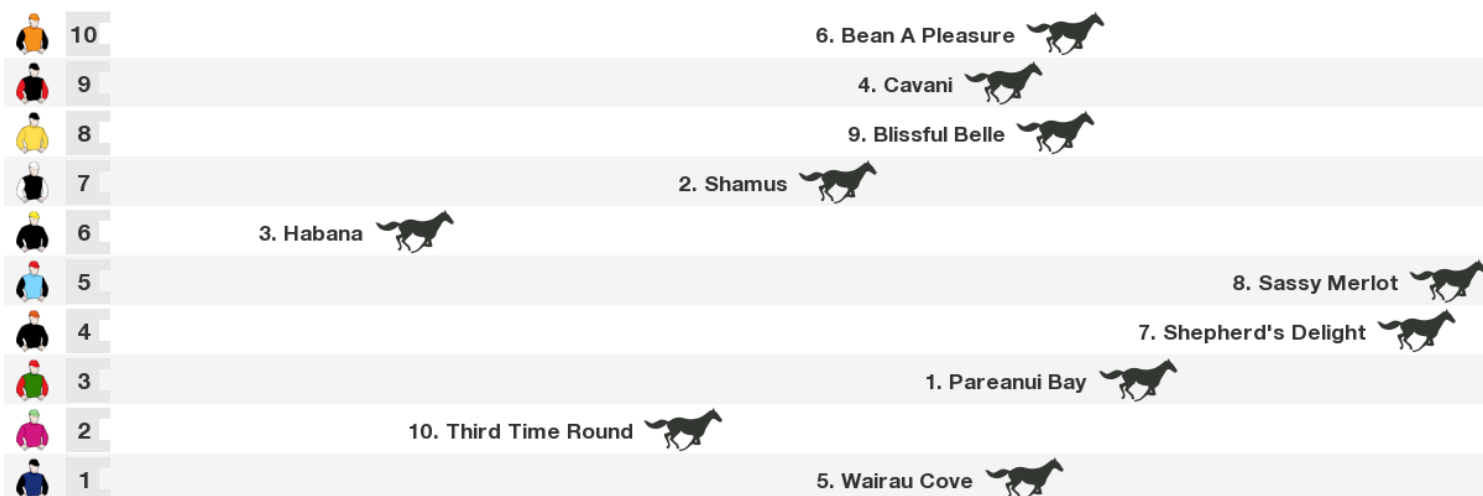 10 6. Bean A Pleasure
9 4. Cavani
8 9. Blissful Belle
7 2. Shamus
6 3. Habana
5 8. Sassy Merlot
4 7. Shepherd's Delight
3 1. Pareanui Bay
2 10. Third Time Round
1 5. Wairau Cove